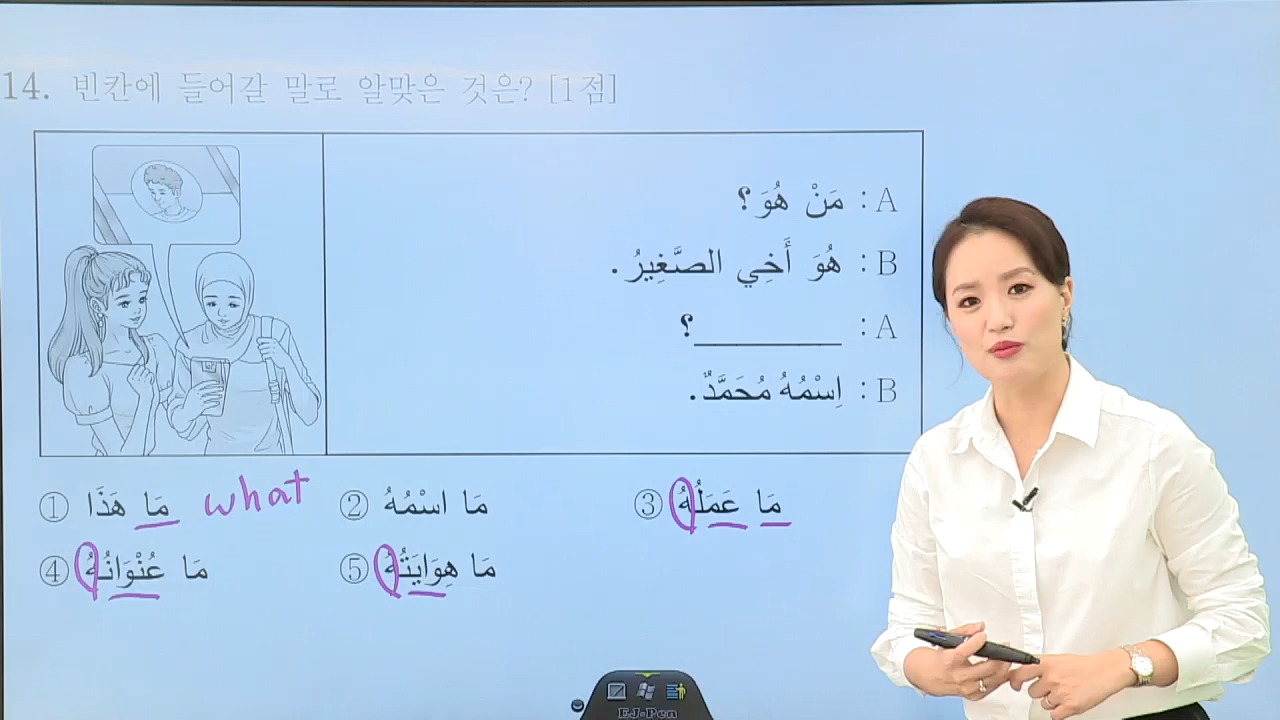 14. 빈칸에 들어갈 말로 알맞은 것은? [1점]
A : مَنْ هُوَ؟
B : هُوَ أَخِي الصَّغِيرُ.
A : ________؟
B : اِسْمُهُ مُحَمَّدٌ.
① مَا هَذَا what ② مَا اسْمُهُ ③ مَا عَمَلُهُ
④ مَا عُنْوَانُهُ ⑤ مَا هِوَايَتُهُ
EJ-Pen